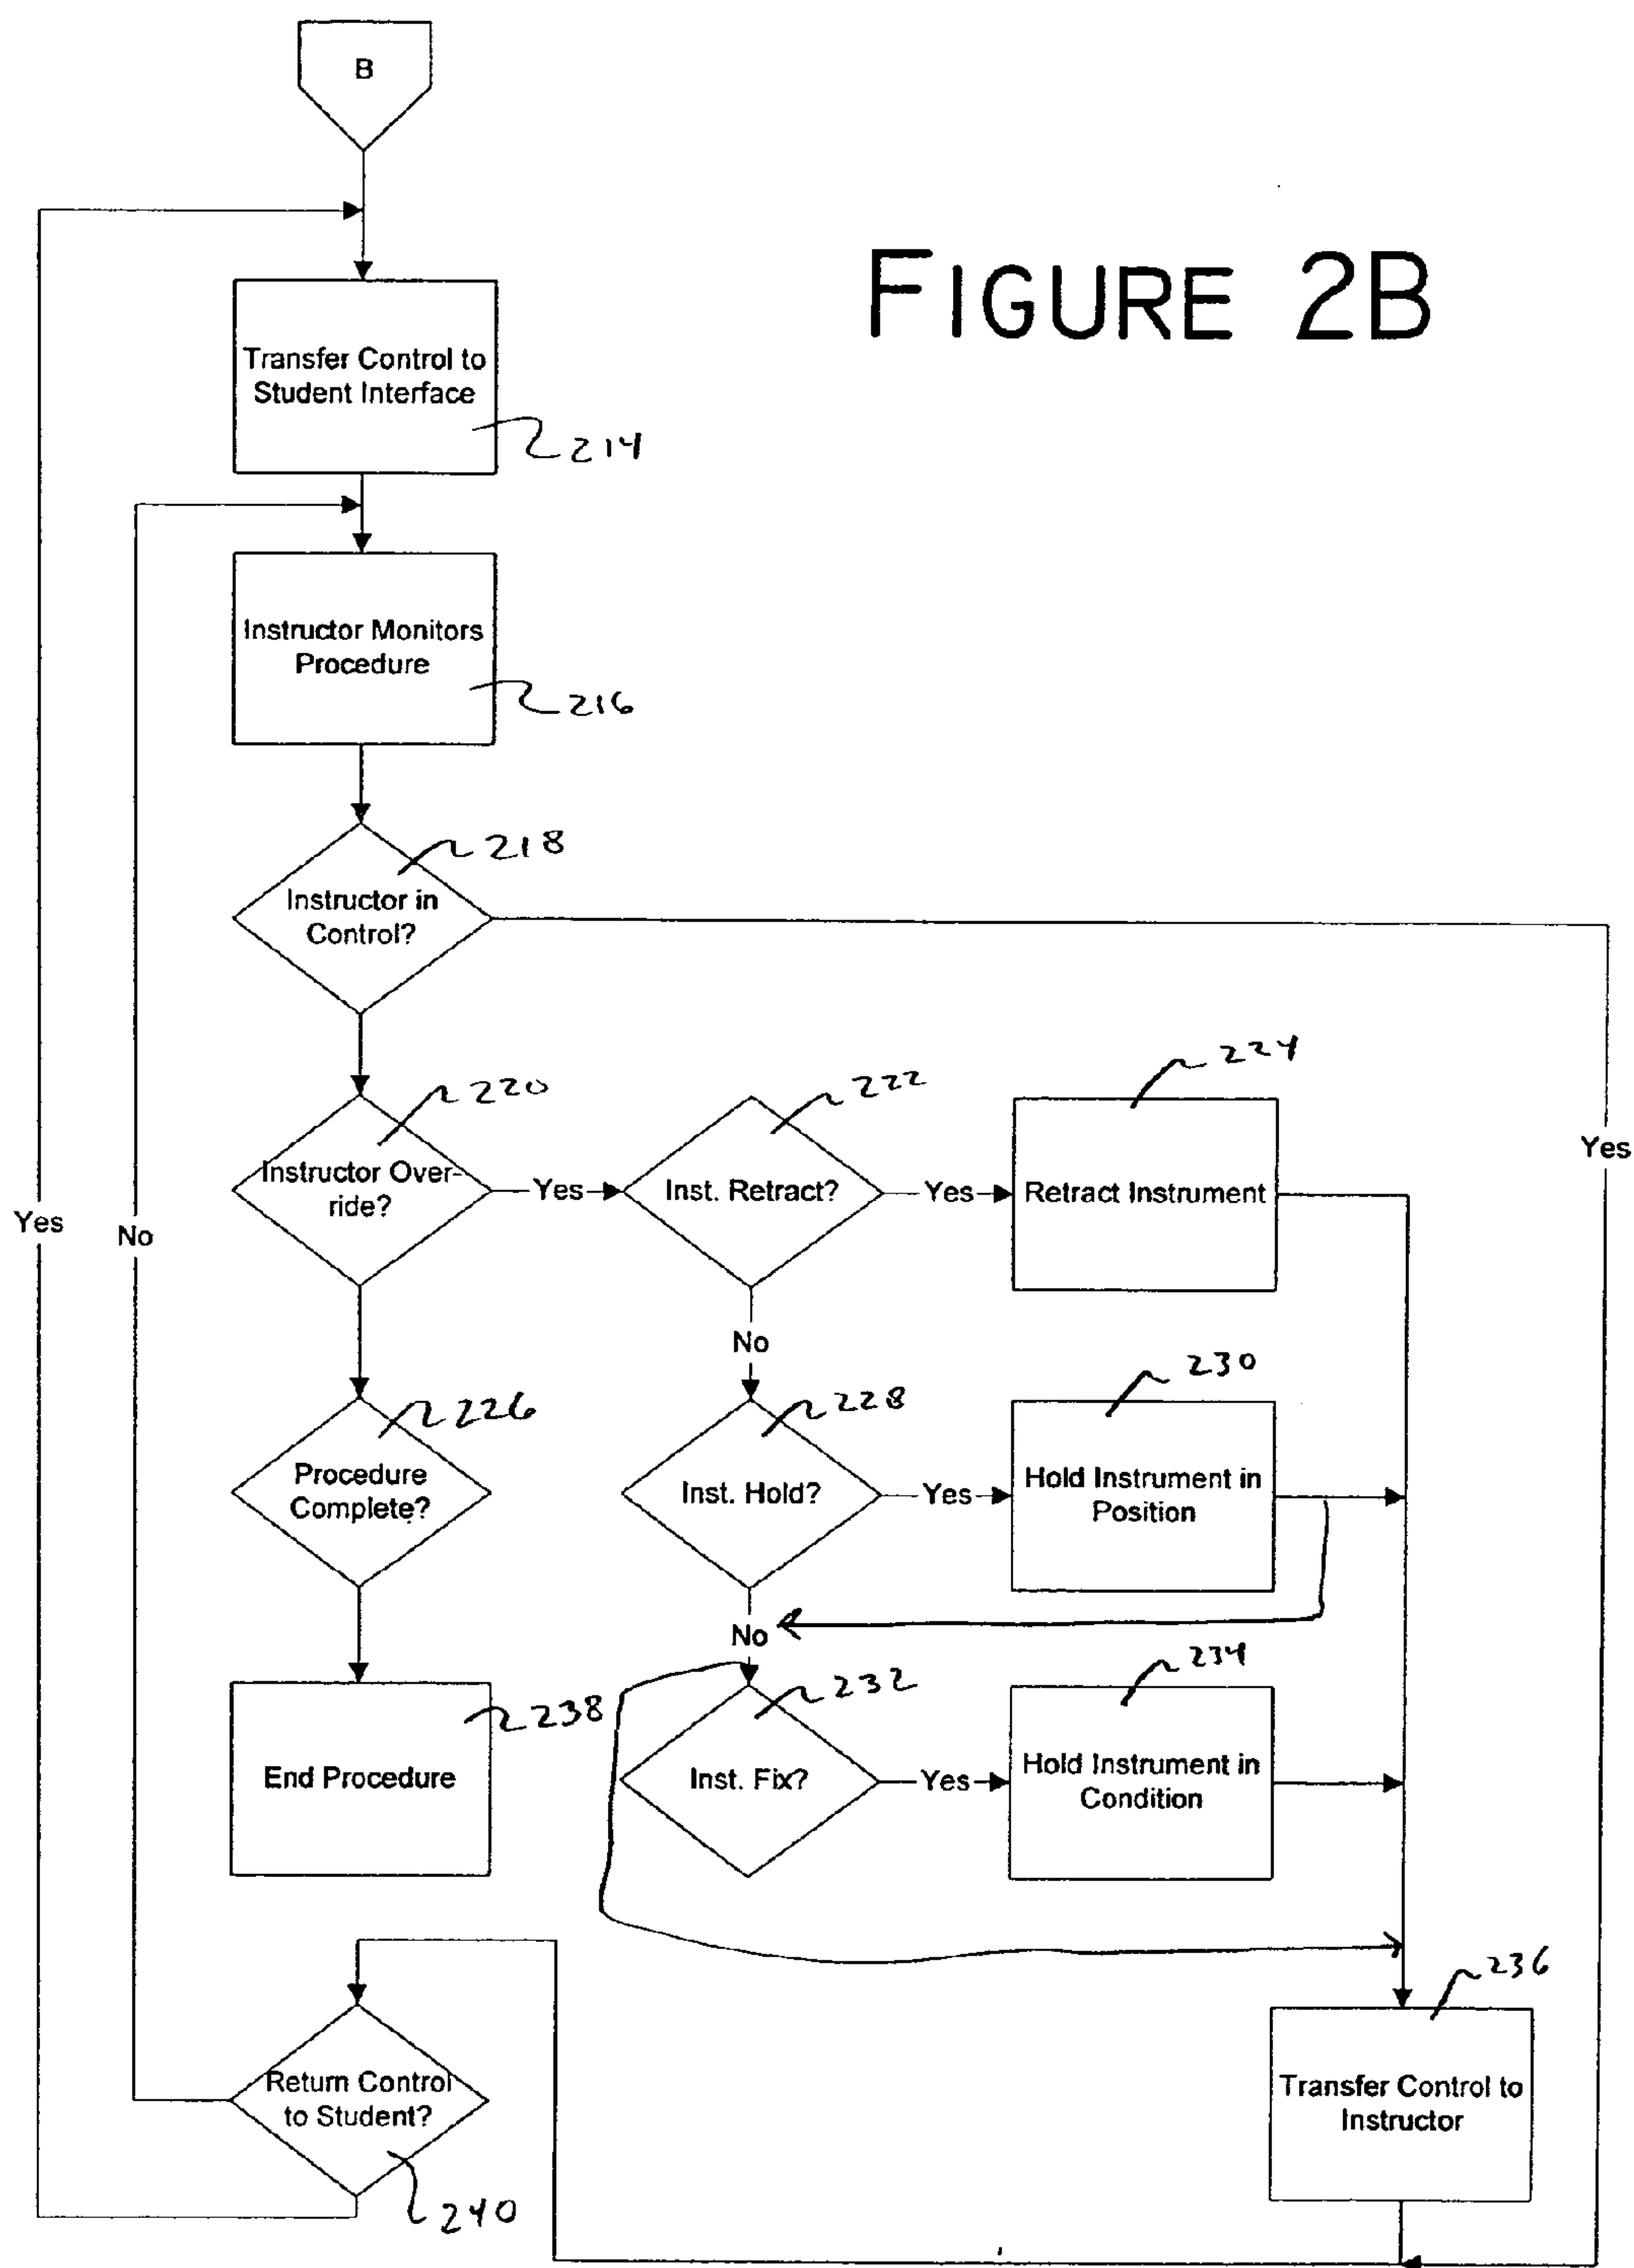 B
FIGURE 2B
Transfer Control to
Student Interface
214
Instructor Monitors
Procedure
216
218
Instructor in
Control?
220
222
224
Instructor Over-
ride?
Yes
Inst. Retract?
Yes
Retract Instrument
Yes
Yes
No
No
226
228
230
Procedure
Complete?
Inst. Hold?
Yes
Hold Instrument in
Position
No
232
234
238
End Procedure
Inst. Fix?
Yes
Hold Instrument in
Condition
236
Return Control
to Student?
240
Transfer Control to
Instructor